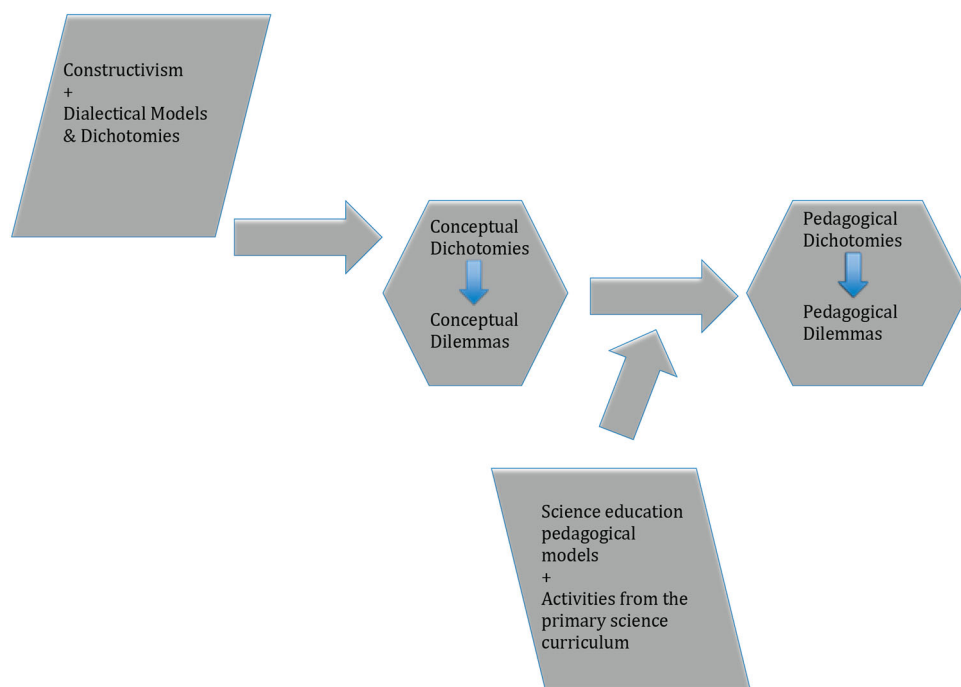 Constructivism
+
Dialectical Models
& Dichotomies
Conceptual
Dichotomies
Conceptual
Dilemmas
Pedagogical
Dichotomies
Pedagogical
Dilemmas
Science education
pedagogical
models
+
Activities from the
primary science
curriculum